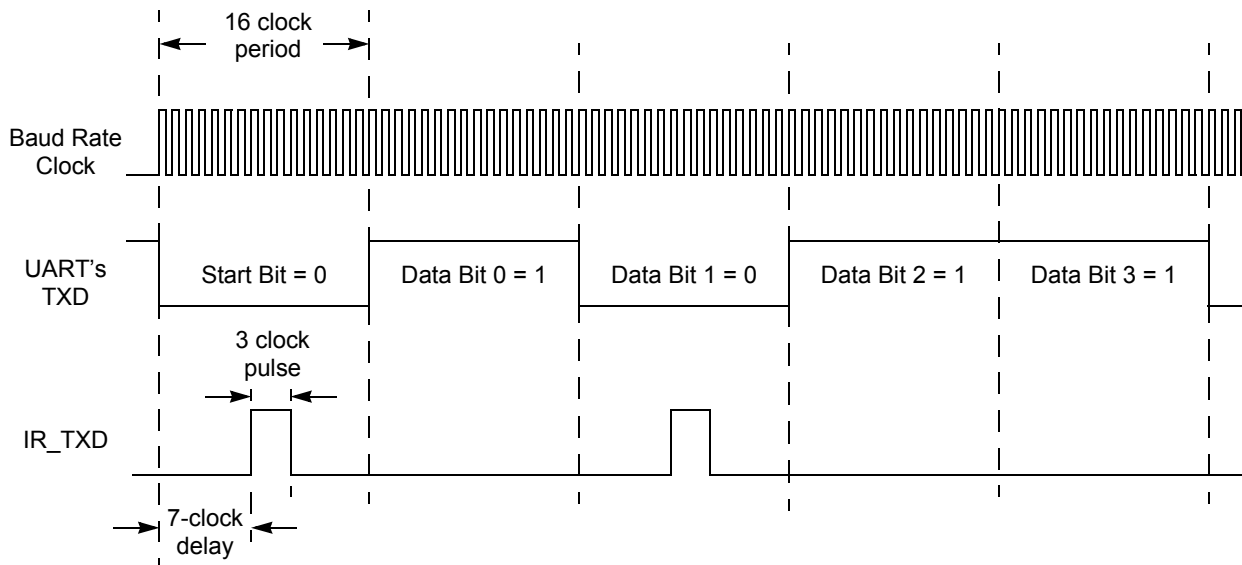 16 clock
period
Baud Rate
Clock
UART's
TXD
Start Bit = 0
Data Bit 0 = 1
Data Bit 1 = 0
Data Bit 2 = 1
Data Bit 3 = 1
3 clock
pulse
IR_TXD
7-clock
delay